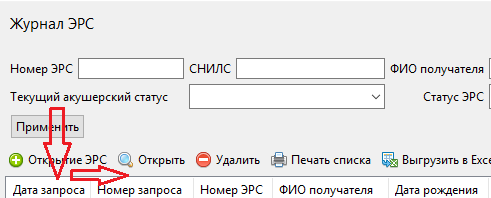 Журнал ЭРС
Номер ЭРС СНИЛС ФИО получателя
Текущий акушерский статус Статус ЭРС
Применить
Открытие ЭРС Открыть Удалить Печать списка Выгрузить в Exce
Дата запроса Номер запроса Номер ЭРС ФИО получателя Дата рождения